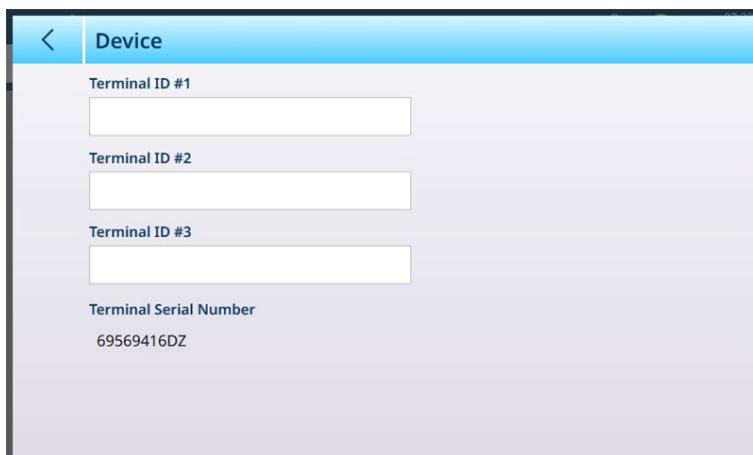 Device
Terminal ID #1
Terminal ID #2
Terminal ID #3
Terminal Serial Number
69569416DZ